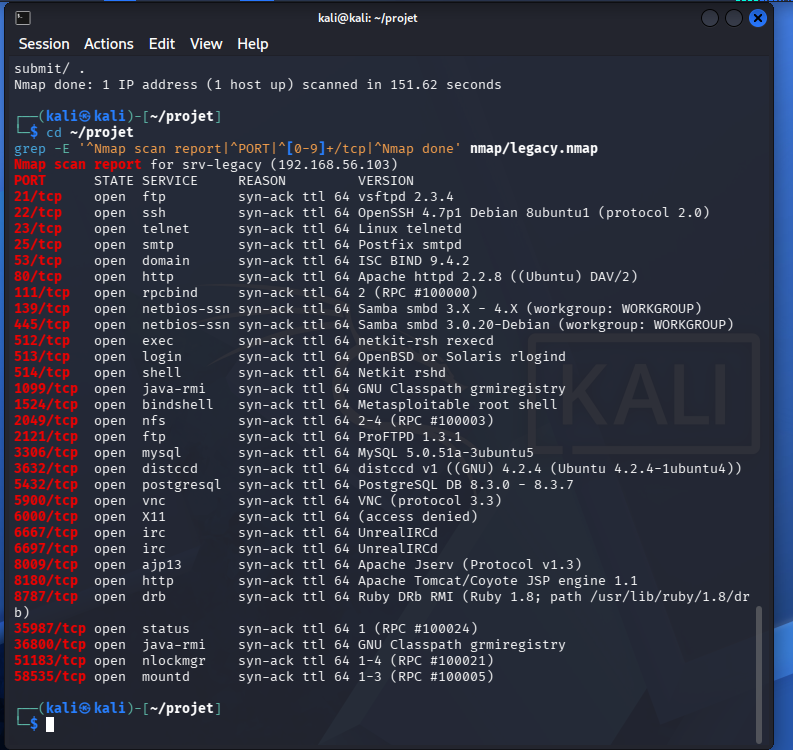 kali@kali: ~/projet
Session Actions Edit View Help
submit/ .
Nmap done: 1 IP address (1 host up) scanned in 151.62 seconds
┌──(kali㉿kali)-[~/projet]
└─$ cd ~/projet
grep -E '^Nmap scan report|^PORT|^[0-9]+/tcp|^Nmap done' nmap/legacy.nmap
Nmap scan report for srv-legacy (192.168.56.103)
PORT      STATE SERVICE     REASON         VERSION
21/tcp    open  ftp         syn-ack ttl 64 vsftpd 2.3.4
22/tcp    open  ssh         syn-ack ttl 64 OpenSSH 4.7p1 Debian 8ubuntu1 (protocol 2.0)
23/tcp    open  telnet      syn-ack ttl 64 Linux telnetd
25/tcp    open  smtp        syn-ack ttl 64 Postfix smtpd
53/tcp    open  domain      syn-ack ttl 64 ISC BIND 9.4.2
80/tcp    open  http        syn-ack ttl 64 Apache httpd 2.2.8 ((Ubuntu) DAV/2)
111/tcp   open  rpcbind     syn-ack ttl 64 2 (RPC #100000)
139/tcp   open  netbios-ssn syn-ack ttl 64 Samba smbd 3.X - 4.X (workgroup: WORKGROUP)
445/tcp   open  netbios-ssn syn-ack ttl 64 Samba smbd 3.0.20-Debian (workgroup: WORKGROUP)
512/tcp   open  exec        syn-ack ttl 64 netkit-rsh rexecd
513/tcp   open  login       syn-ack ttl 64 OpenBSD or Solaris rlogind
514/tcp   open  shell       syn-ack ttl 64 Netkit rshd
1099/tcp  open  java-rmi    syn-ack ttl 64 GNU Classpath grmiregistry
1524/tcp  open  bindshell   syn-ack ttl 64 Metasploitable root shell
2049/tcp  open  nfs         syn-ack ttl 64 2-4 (RPC #100003)
2121/tcp  open  ftp         syn-ack ttl 64 ProFTPD 1.3.1
3306/tcp  open  mysql       syn-ack ttl 64 MySQL 5.0.51a-3ubuntu5
3632/tcp  open  distccd     syn-ack ttl 64 distccd v1 ((GNU) 4.2.4 (Ubuntu 4.2.4-1ubuntu4))
5432/tcp  open  postgresql  syn-ack ttl 64 PostgreSQL DB 8.3.0 - 8.3.7
5900/tcp  open  vnc         syn-ack ttl 64 VNC (protocol 3.3)
6000/tcp  open  X11         syn-ack ttl 64 (access denied)
6667/tcp  open  irc         syn-ack ttl 64 UnrealIRCd
6697/tcp  open  irc         syn-ack ttl 64 UnrealIRCd
8009/tcp  open  ajp13       syn-ack ttl 64 Apache Jserv (Protocol v1.3)
8180/tcp  open  http        syn-ack ttl 64 Apache Tomcat/Coyote JSP engine 1.1
8787/tcp  open  drb         syn-ack ttl 64 Ruby DRb RMI (Ruby 1.8; path /usr/lib/ruby/1.8/dr
b)
35987/tcp open  status      syn-ack ttl 64 1 (RPC #100024)
36800/tcp open  java-rmi    syn-ack ttl 64 GNU Classpath grmiregistry
51183/tcp open  nlockmgr    syn-ack ttl 64 1-4 (RPC #100021)
58535/tcp open  mountd      syn-ack ttl 64 1-3 (RPC #100005)
┌──(kali㉿kali)-[~/projet]
└─$
KALI